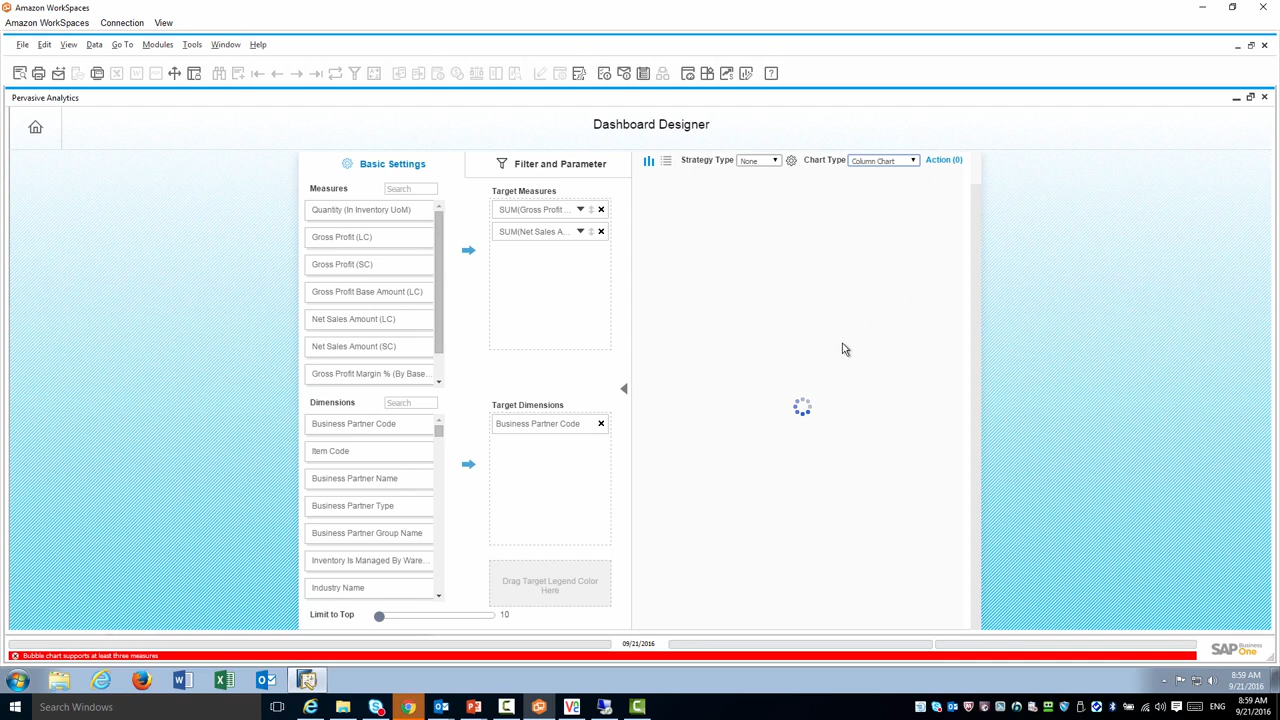 Amazon WorkSpaces
Amazon WorkSpaces Connection View
File Edit View Data Go To Modules Tools Window Help
Pervasive Analytics
Dashboard Designer
Basic Settings
Filter and Parameter
Strategy Type None Chart Type Column Chart Action (0)
Measures Search
Quantity (In Inventory UoM)
Gross Profit (LC)
Gross Profit (SC)
Gross Profit Base Amount (LC)
Net Sales Amount (LC)
Net Sales Amount (SC)
Gross Profit Margin % (By Base...
Target Measures
SUM(Gross Profit ...
SUM(Net Sales A...
Dimensions Search
Business Partner Code
Item Code
Business Partner Name
Business Partner Type
Business Partner Group Name
Inventory Is Managed By Ware...
Industry Name
Target Dimensions
Business Partner Code
Drag Target Legend Color
Here
Limit to Top 10
09/21/2016
SAP Business
One
Bubble chart supports at least three measures
8:59 AM
9/21/2016
Search Windows
ENG
8:59 AM
9/21/2016